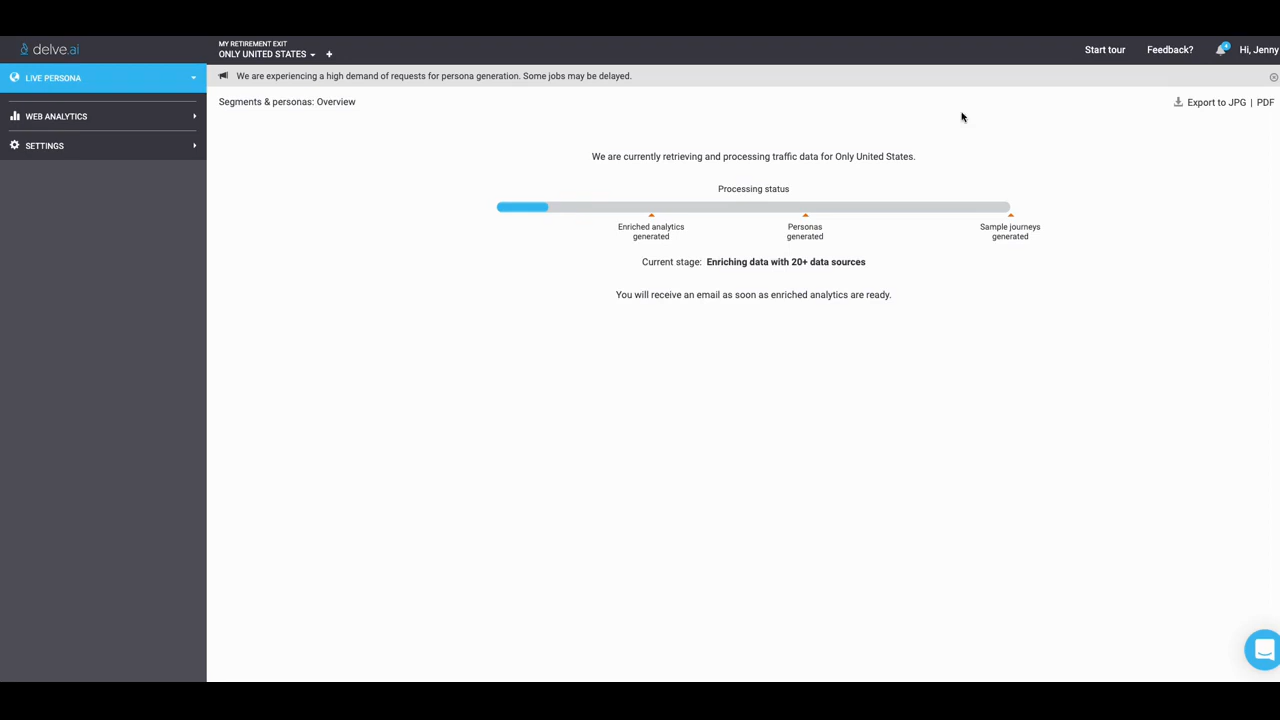 delve.ai
MY RETIREMENT EXIT
ONLY UNITED STATES
+
Start tour
Feedback?
4
Hi, Jenny
LIVE PERSONA
We are experiencing a high demand of requests for persona generation. Some jobs may be delayed.
Segments & personas: Overview
Export to JPG | PDF
WEB ANALYTICS
SETTINGS
We are currently retrieving and processing traffic data for Only United States.
Processing status
Enriched analytics
generated
Personas
generated
Sample journeys
generated
Current stage: Enriching data with 20+ data sources
You will receive an email as soon as enriched analytics are ready.